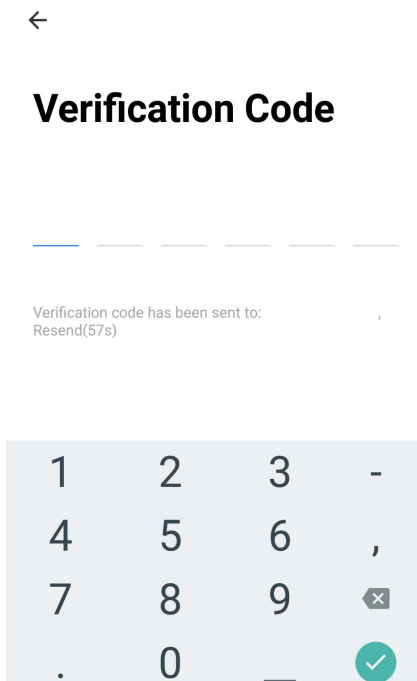 Verification Code
Verification code has been sent to: ,
Resend(57s)
1 2 3 -
4 5 6 ,
7 8 9
. 0